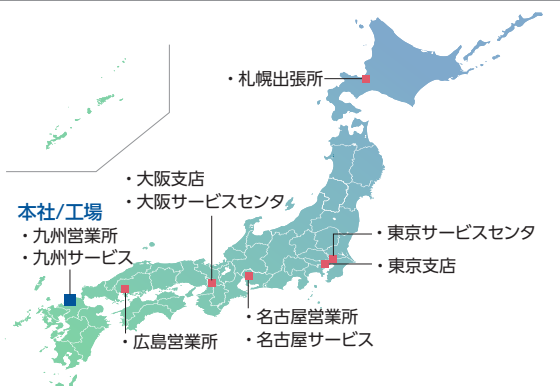 ・札幌出張所
・大阪支店
・大阪サービスセンタ
本社/工場
・九州営業所
・九州サービス
・東京サービスセンタ
・東京支店
・名古屋営業所
・名古屋サービス
・広島営業所